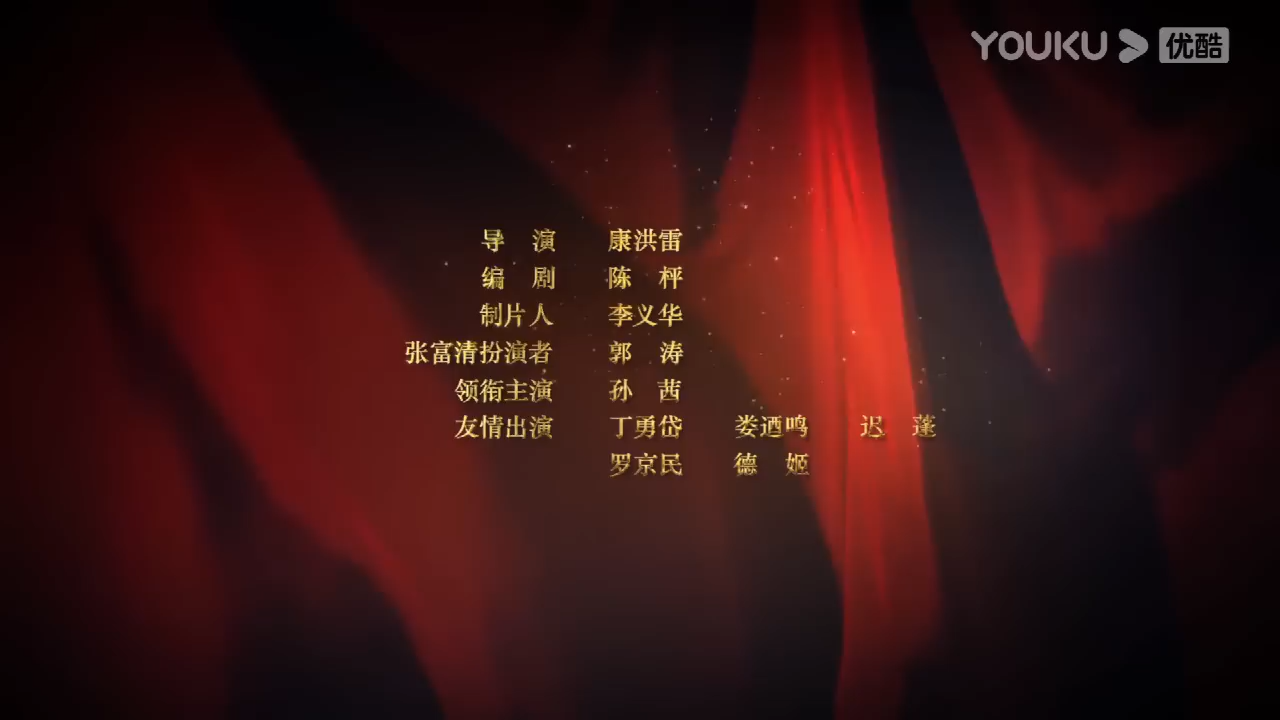 YOUKU 优酷
导 演 康洪雷
编 剧 陈 枰
制片人 李义华
张富清扮演者 郭 涛
领衔主演 孙 茜
友情出演 丁勇岱 娄迺鸣 迟 蓬
罗京民 德 姬